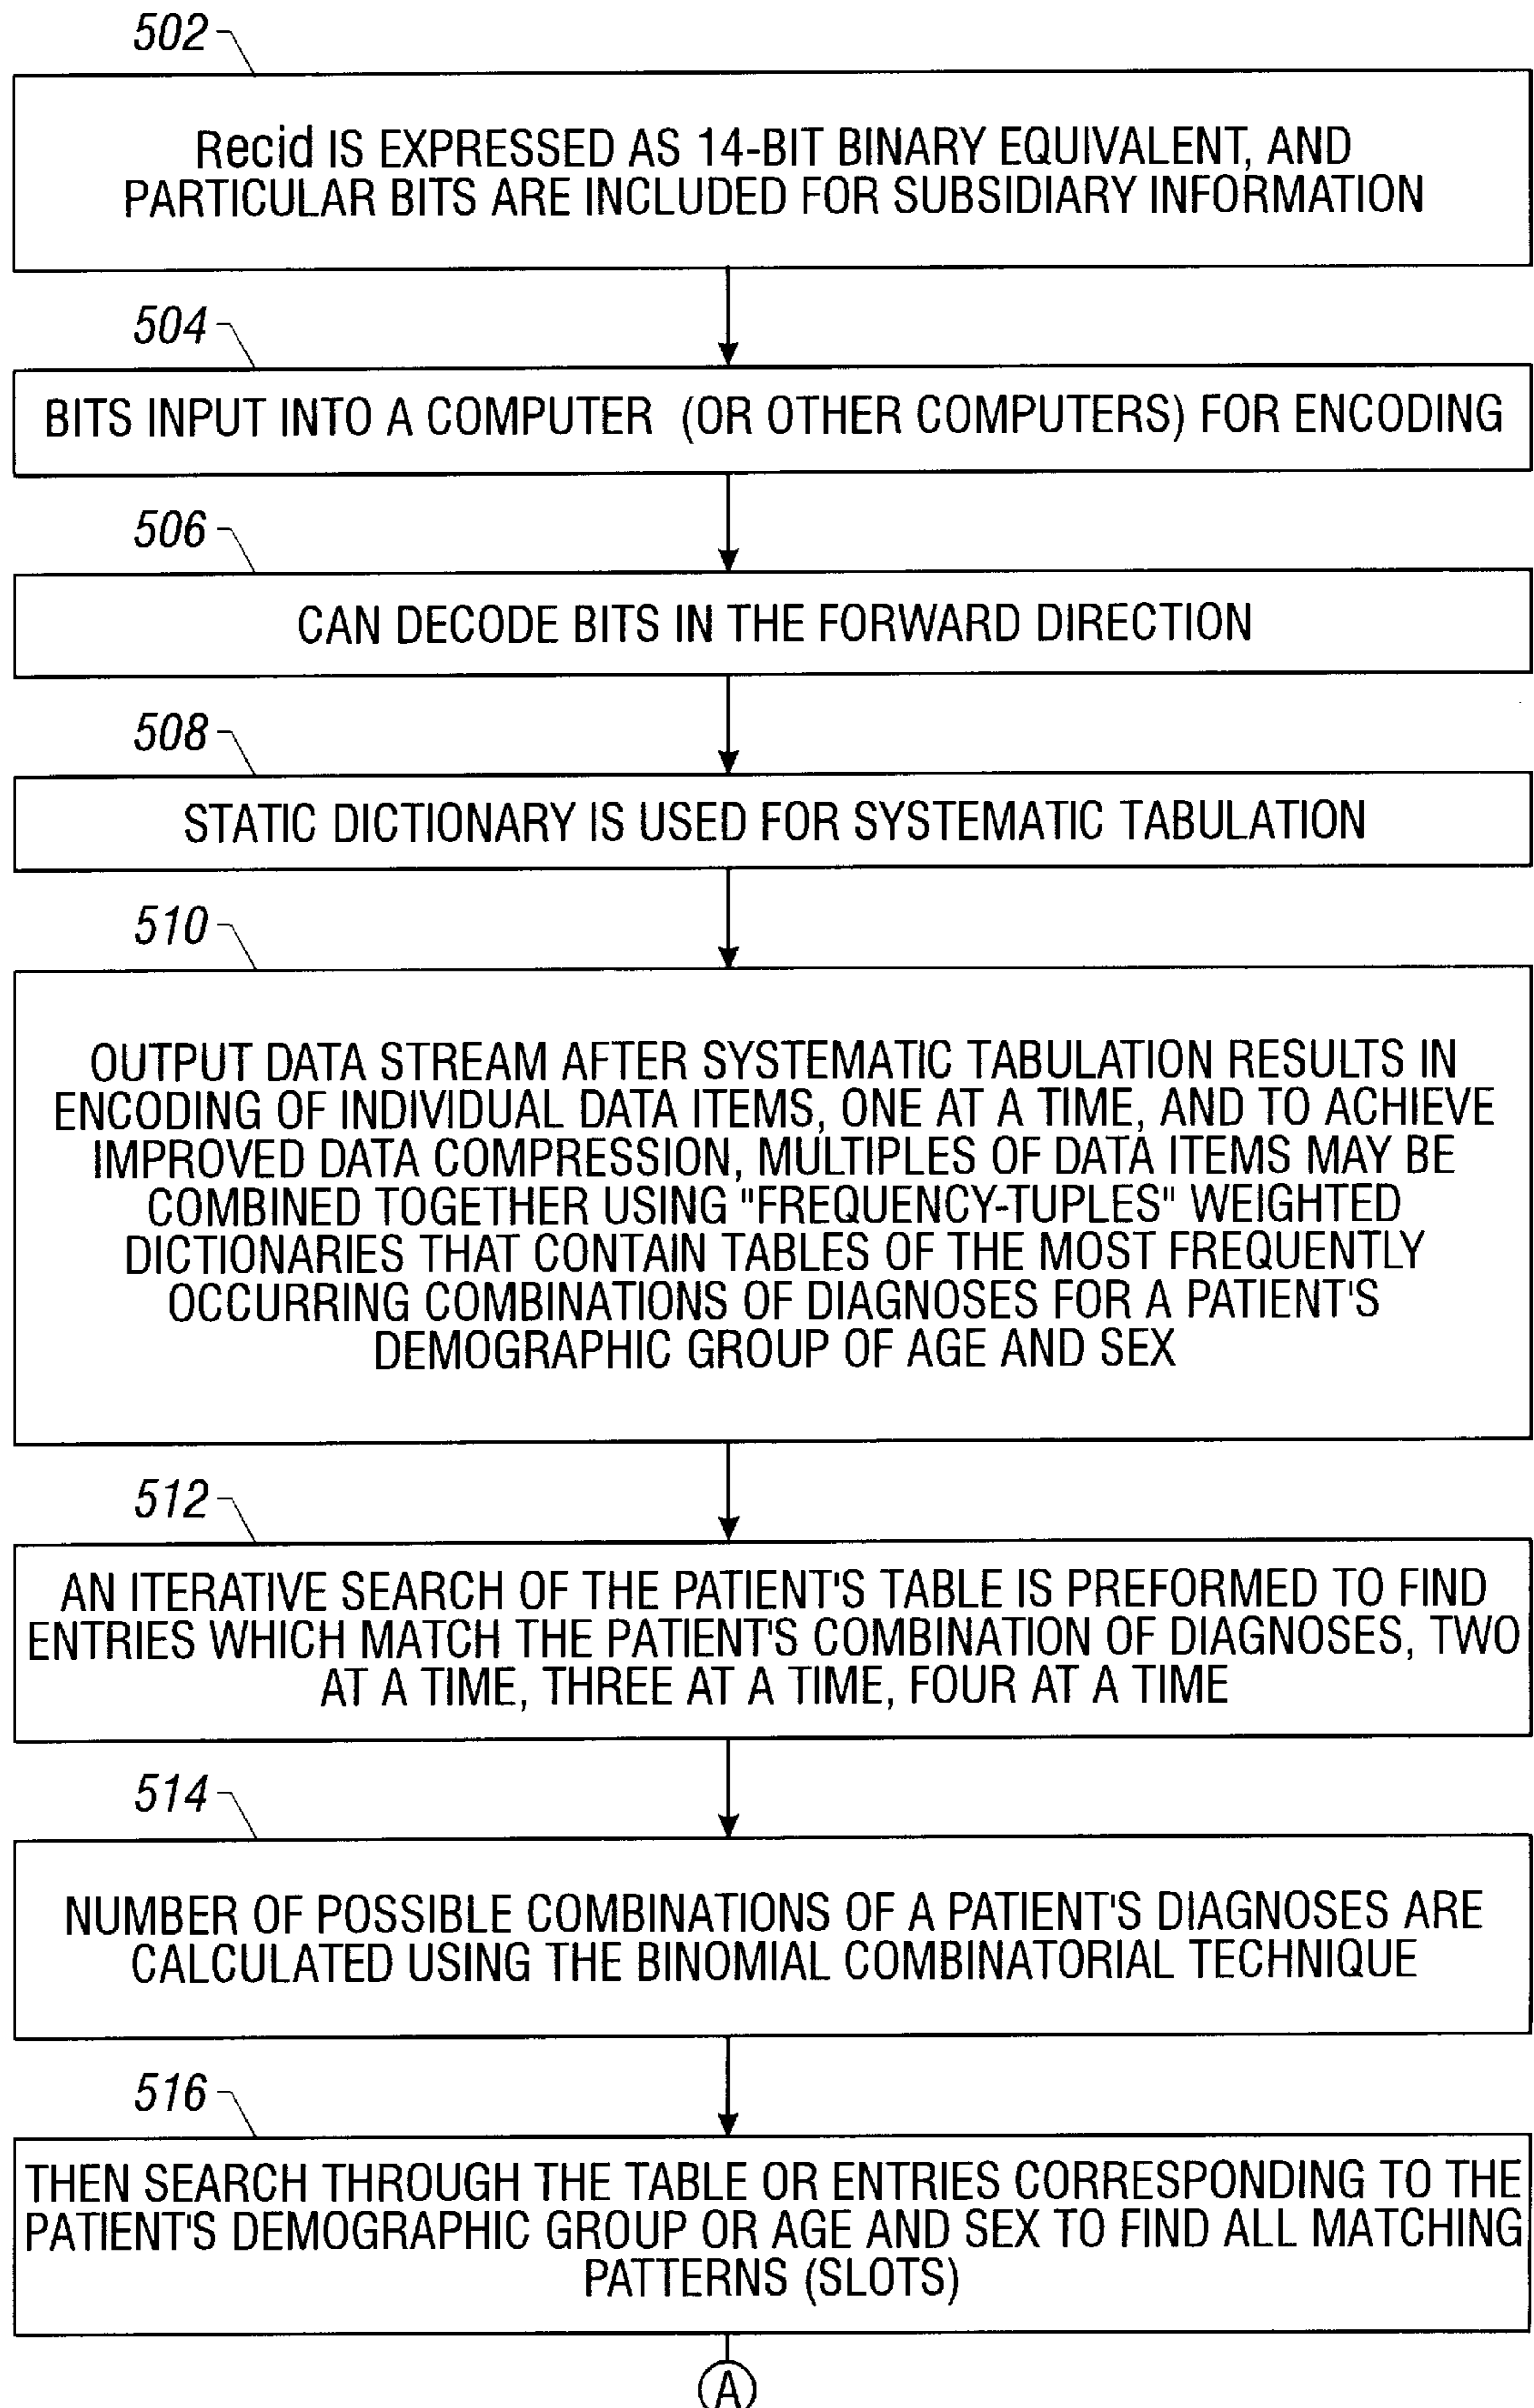 502
Recid IS EXPRESSED AS 14-BIT BINARY EQUIVALENT, AND
PARTICULAR BITS ARE INCLUDED FOR SUBSIDIARY INFORMATION
504
BITS INPUT INTO A COMPUTER (OR OTHER COMPUTERS) FOR ENCODING
506
CAN DECODE BITS IN THE FORWARD DIRECTION
508
STATIC DICTIONARY IS USED FOR SYSTEMATIC TABULATION
510
OUTPUT DATA STREAM AFTER SYSTEMATIC TABULATION RESULTS IN
ENCODING OF INDIVIDUAL DATA ITEMS, ONE AT A TIME, AND TO ACHIEVE
IMPROVED DATA COMPRESSION, MULTIPLES OF DATA ITEMS MAY BE
COMBINED TOGETHER USING "FREQUENCY-TUPLES" WEIGHTED
DICTIONARIES THAT CONTAIN TABLES OF THE MOST FREQUENTLY
OCCURRING COMBINATIONS OF DIAGNOSES FOR A PATIENT'S
DEMOGRAPHIC GROUP OF AGE AND SEX
512
AN ITERATIVE SEARCH OF THE PATIENT'S TABLE IS PREFORMED TO FIND
ENTRIES WHICH MATCH THE PATIENT'S COMBINATION OF DIAGNOSES, TWO
AT A TIME, THREE AT A TIME, FOUR AT A TIME
514
NUMBER OF POSSIBLE COMBINATIONS OF A PATIENT'S DIAGNOSES ARE
CALCULATED USING THE BINOMIAL COMBINATORIAL TECHNIQUE
516
THEN SEARCH THROUGH THE TABLE OR ENTRIES CORRESPONDING TO THE
PATIENT'S DEMOGRAPHIC GROUP OR AGE AND SEX TO FIND ALL MATCHING
PATTERNS (SLOTS)
A